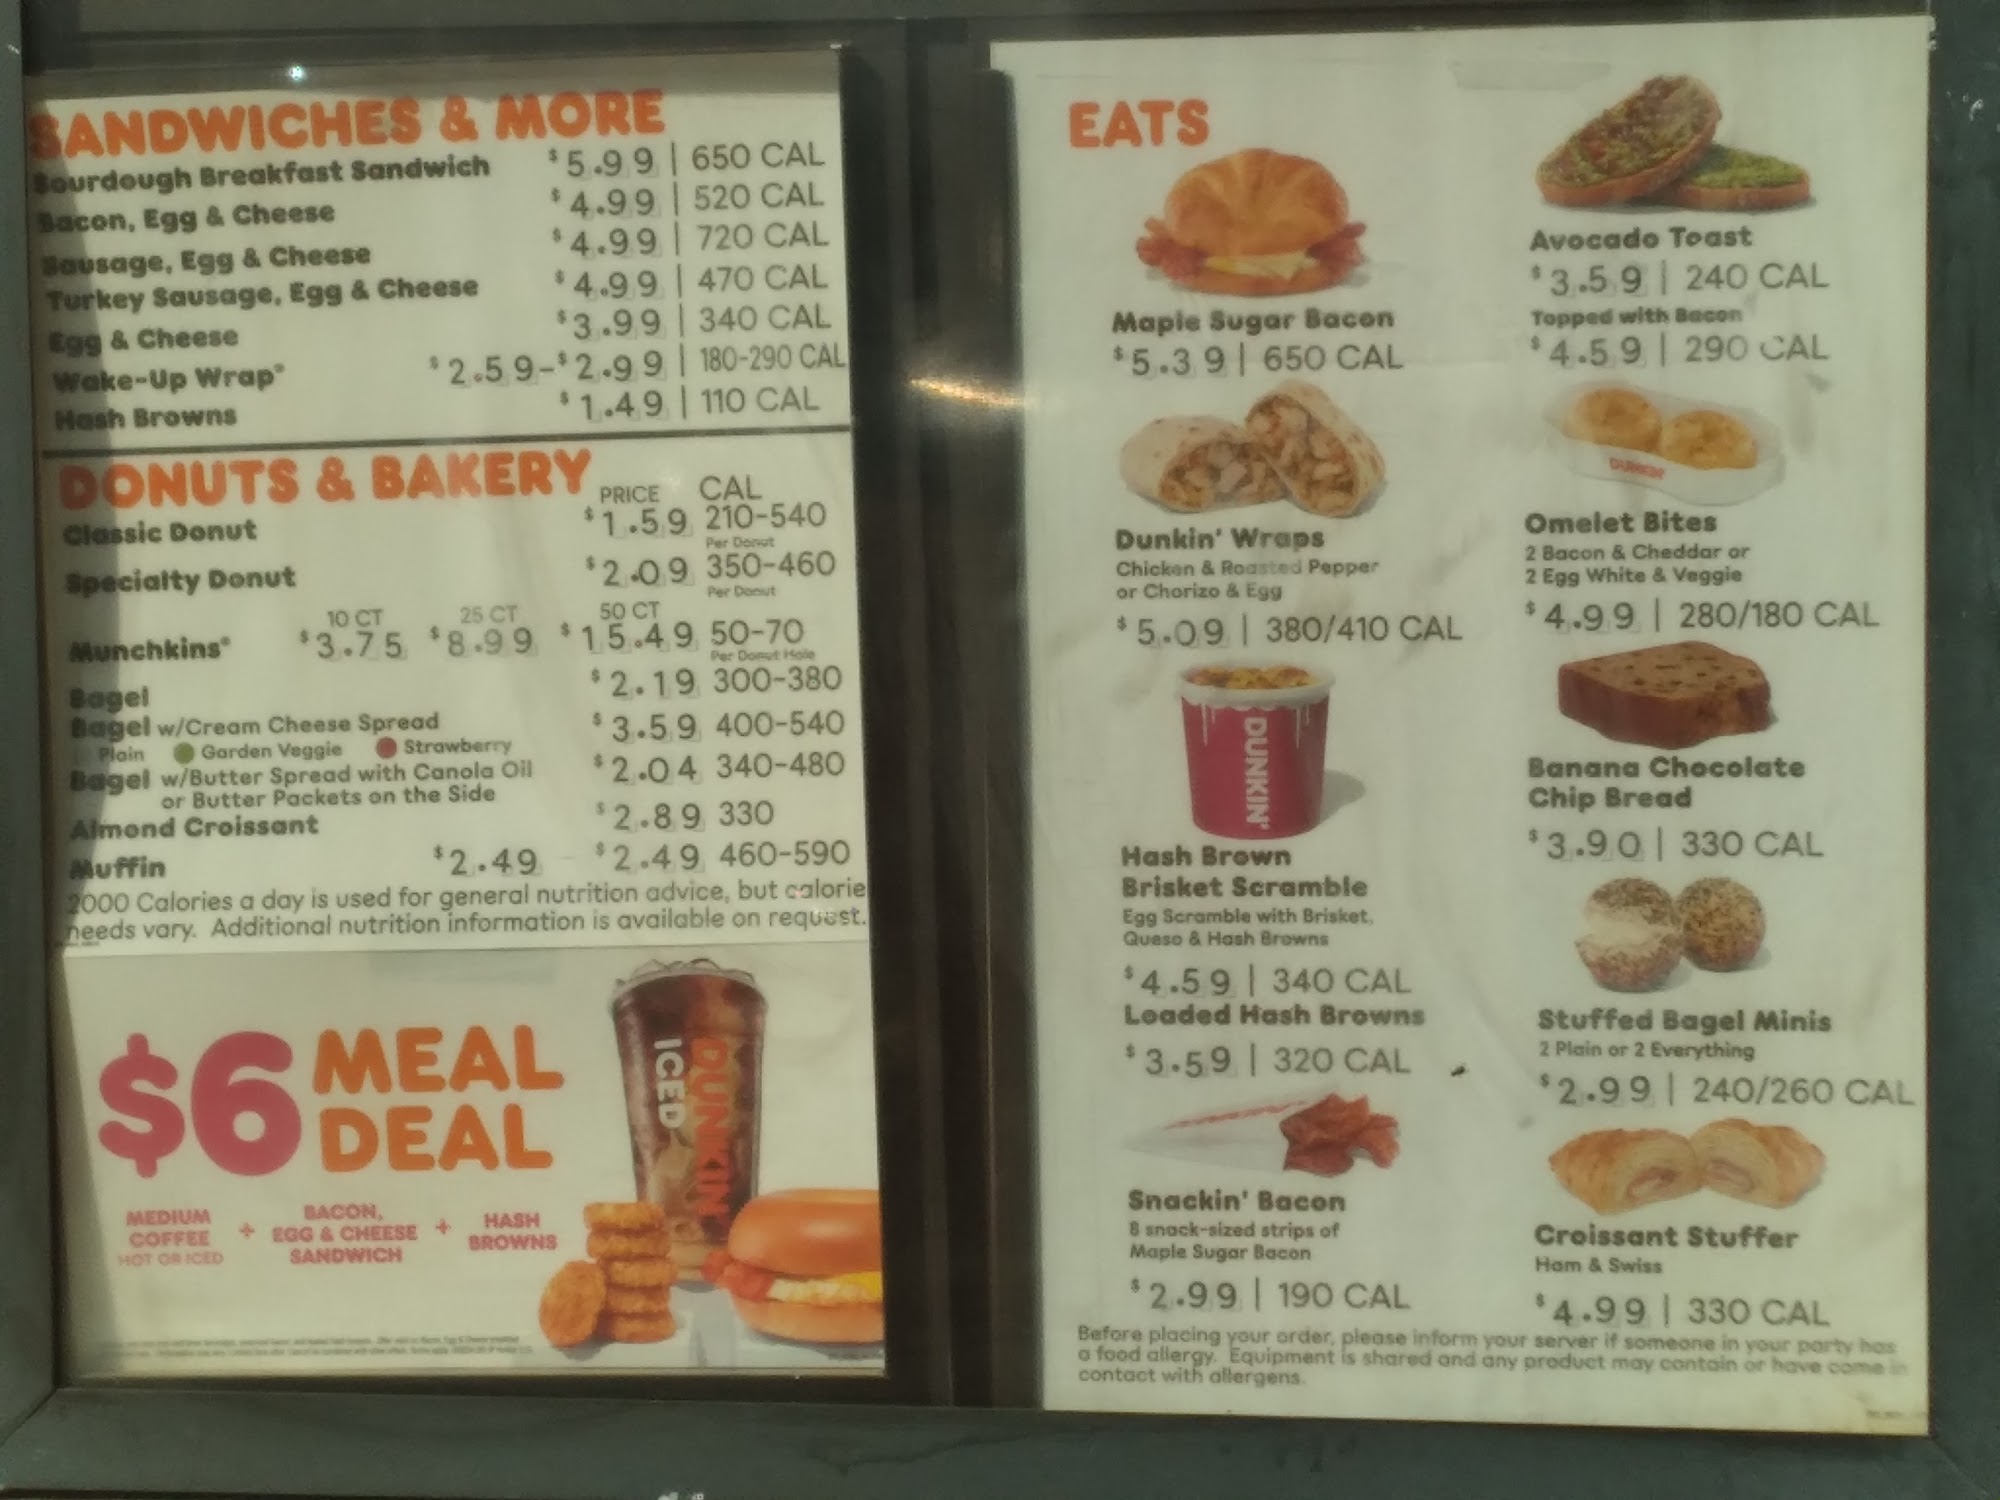 SANDWICHES & MORE
Sourdough Breakfast Sandwich $5.99 | 650 CAL
Bacon, Egg & Cheese $4.99 | 520 CAL
Sausage, Egg & Cheese $4.99 | 720 CAL
Turkey Sausage, Egg & Cheese $4.99 | 470 CAL
Egg & Cheese $3.99 | 340 CAL
Wake-Up Wrap® $2.59-$2.99 | 180-290 CAL
Hash Browns $1.49 | 110 CAL
DONUTS & BAKERY
PRICE CAL
Classic Donut $1.59 210-540
Per Donut
Specialty Donut $2.09 350-460
Per Donut
10 CT 25 CT 50 CT
Munchkins® $3.75 $8.99 $15.49 50-70
Per Donut Hole
Bagel $2.19 300-380
Bagel w/Cream Cheese Spread $3.59 400-540
Plain Garden Veggie Strawberry
Bagel w/Butter Spread with Canola Oil $2.04 340-480
or Butter Packets on the Side
Almond Croissant $2.89 330
Muffin $2.49 $2.49 460-590
2000 Calories a day is used for general nutrition advice, but calorie
needs vary. Additional nutrition information is available on request.
$6 MEAL
DEAL
MEDIUM
COFFEE
HOT OR ICED
+
BACON,
EGG & CHEESE
SANDWICH
+
HASH
BROWNS
DUNKIN'
ICED
EATS
Maple Sugar Bacon
$5.39 | 650 CAL
Dunkin' Wraps
Chicken & Roasted Pepper
or Chorizo & Egg
$5.09 | 380/410 CAL
DUNKIN'
Hash Brown
Brisket Scramble
Egg Scramble with Brisket,
Queso & Hash Browns
$4.59 | 340 CAL
Loaded Hash Browns
$3.59 | 320 CAL
Snackin' Bacon
8 snack-sized strips of
Maple Sugar Bacon
$2.99 | 190 CAL
Avocado Toast
$3.59 | 240 CAL
Topped with Bacon
$4.59 | 290 CAL
DUNKIN'
Omelet Bites
2 Bacon & Cheddar or
2 Egg White & Veggie
$4.99 | 280/180 CAL
Banana Chocolate
Chip Bread
$3.90 | 330 CAL
Stuffed Bagel Minis
2 Plain or 2 Everything
$2.99 | 240/260 CAL
Croissant Stuffer
Ham & Swiss
$4.99 | 330 CAL
Before placing your order, please inform your server if someone in your party has
a food allergy. Equipment is shared and any product may contain or have come in
contact with allergens.